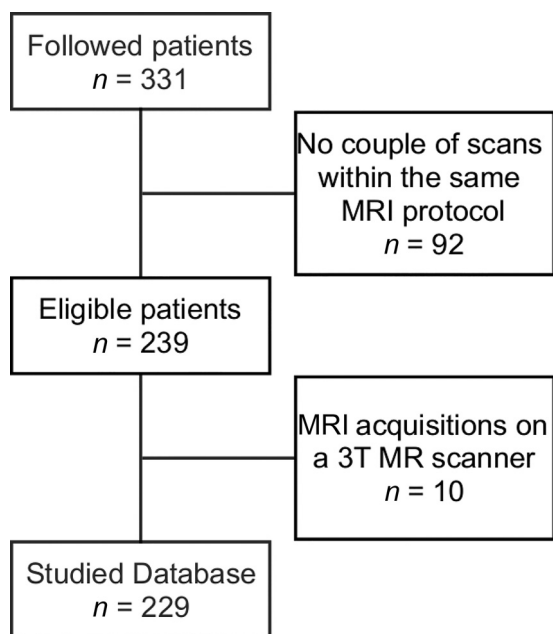 Followed patients
n = 331
No couple of scans
within the same
MRI protocol
n = 92
Eligible patients
n = 239
MRI acquisitions on
a 3T MR scanner
n = 10
Studied Database
n = 229